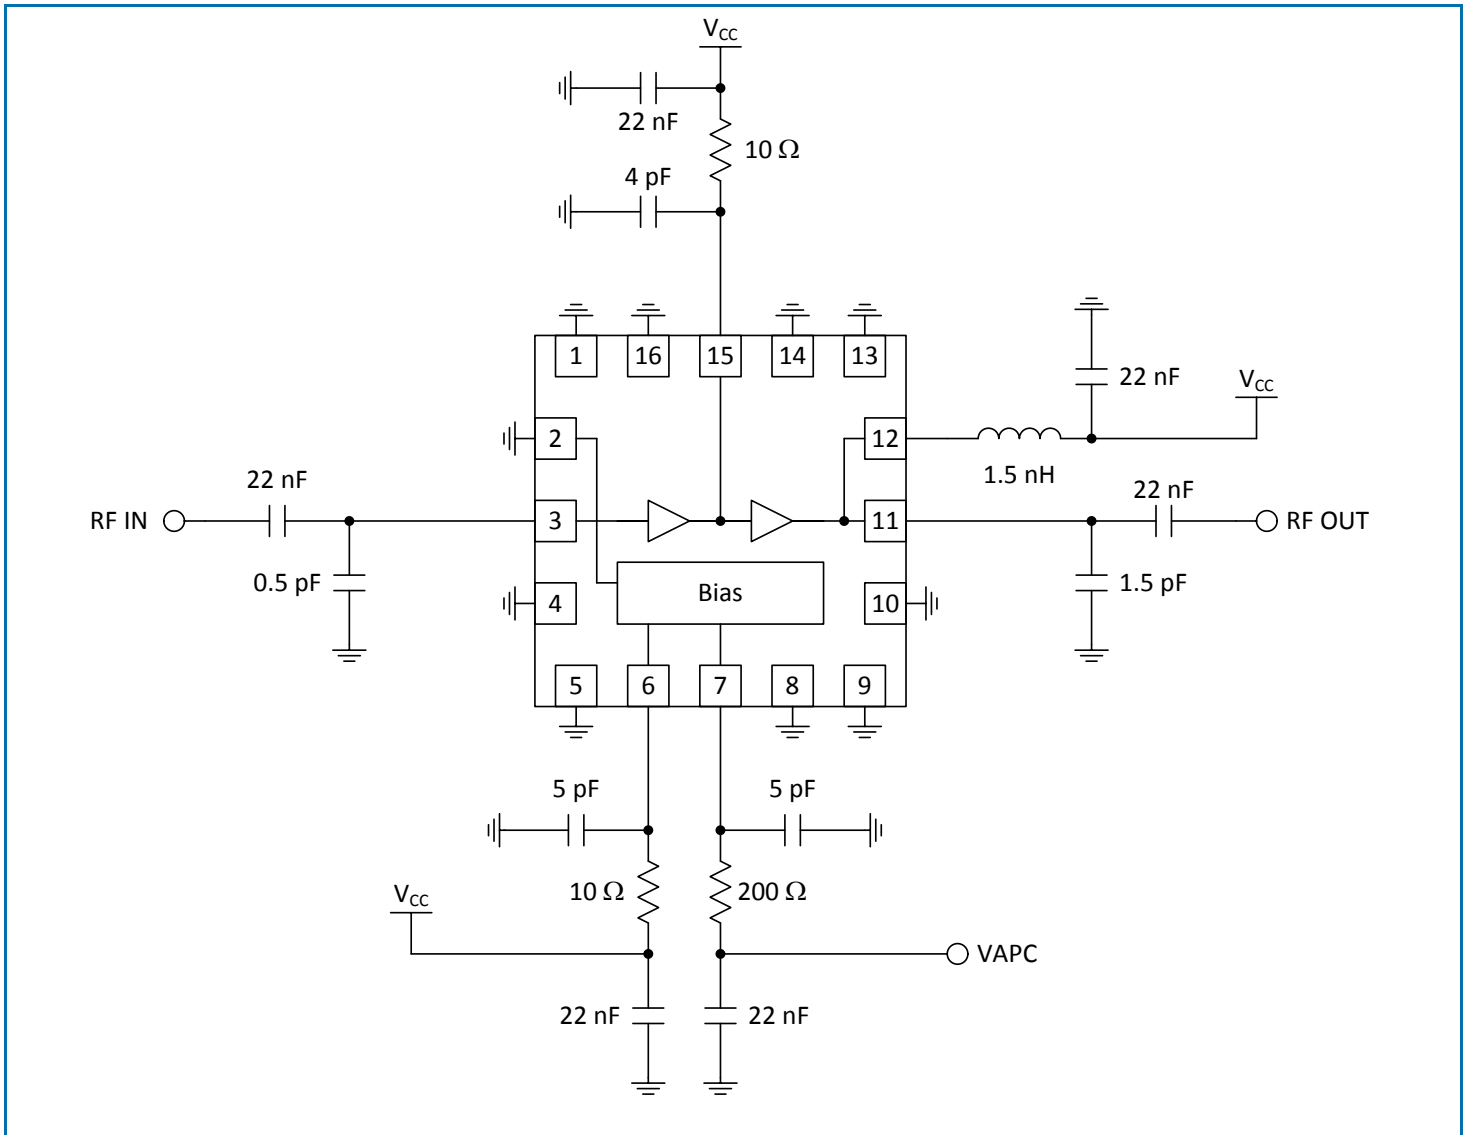 VCC
22 nF
10 Ω
4 pF
1
16
15
14
13
22 nF
VCC
2
12
1.5 nH
22 nF
22 nF
RF IN
3
11
RF OUT
0.5 pF
1.5 pF
4
Bias
10
5
6
7
8
9
5 pF
5 pF
10 Ω
200 Ω
VCC
VAPC
22 nF
22 nF